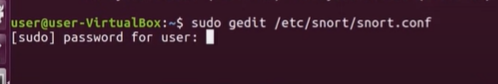 user@user-VirtualBox:~$ sudo gedit /etc/snort/snort.conf
[sudo] password for user: